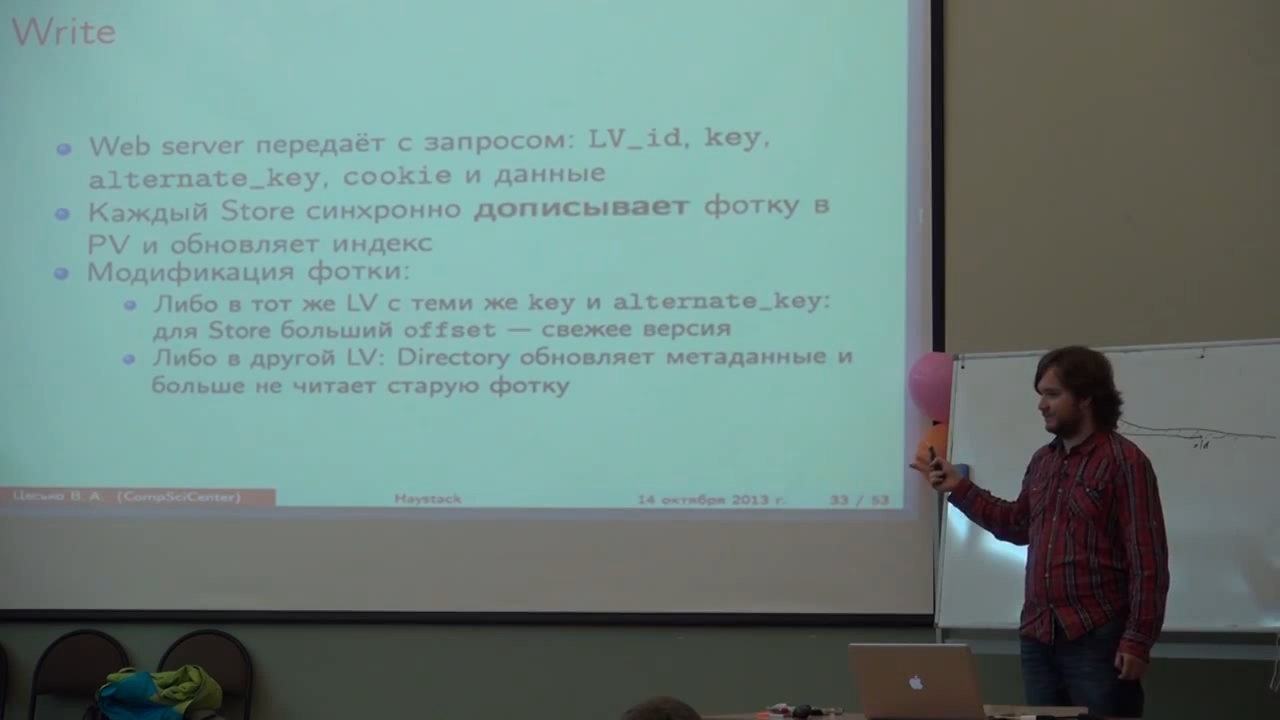 Write
Web server передаёт с запросом: LV_id, key,
alternate_key, cookie и данные
Каждый Store синхронно дописывает фотку в
PV и обновляет индекс
Модификация фотки:
Либо в тот же LV с теми же key и alternate_key:
для Store больший offset — свежее версия
Либо в другой LV: Directory обновляет метаданные и
больше не читает старую фотку
Цесько В. А. (CompSciCenter)
Haystack
14 октября 2013 г.
33 / 53